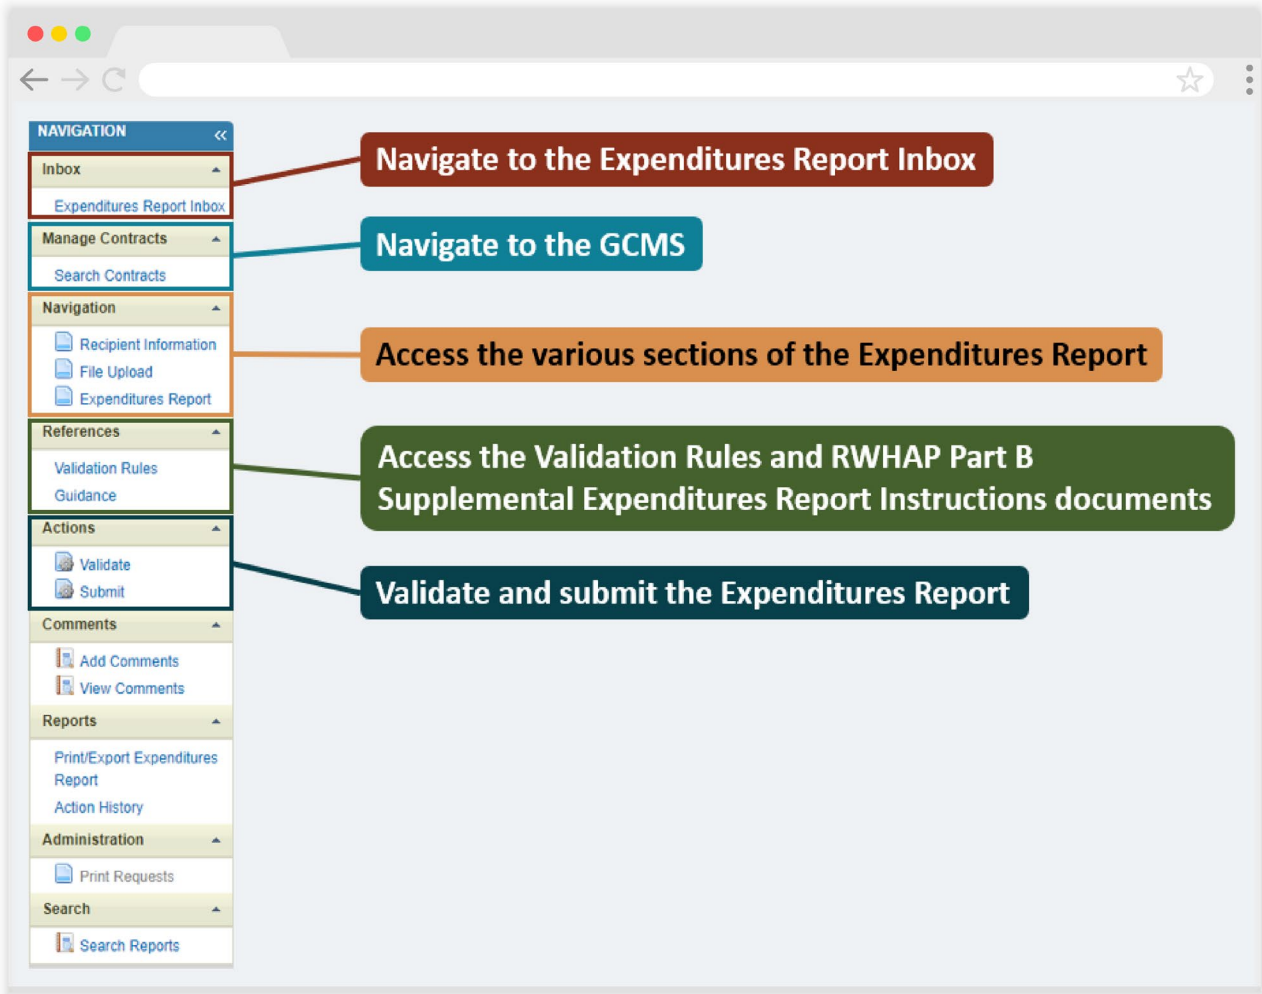 NAVIGATION «
Inbox
Expenditures Report Inbox
Manage Contracts
Search Contracts
Navigation
Recipient Information
File Upload
Expenditures Report
References
Validation Rules
Guidance
Actions
Validate
Submit
Comments
Add Comments
View Comments
Reports
Print/Export Expenditures
Report
Action History
Administration
Print Requests
Search
Search Reports
Navigate to the Expenditures Report Inbox
Navigate to the GCMS
Access the various sections of the Expenditures Report
Access the Validation Rules and RWHAP Part B
Supplemental Expenditures Report Instructions documents
Validate and submit the Expenditures Report